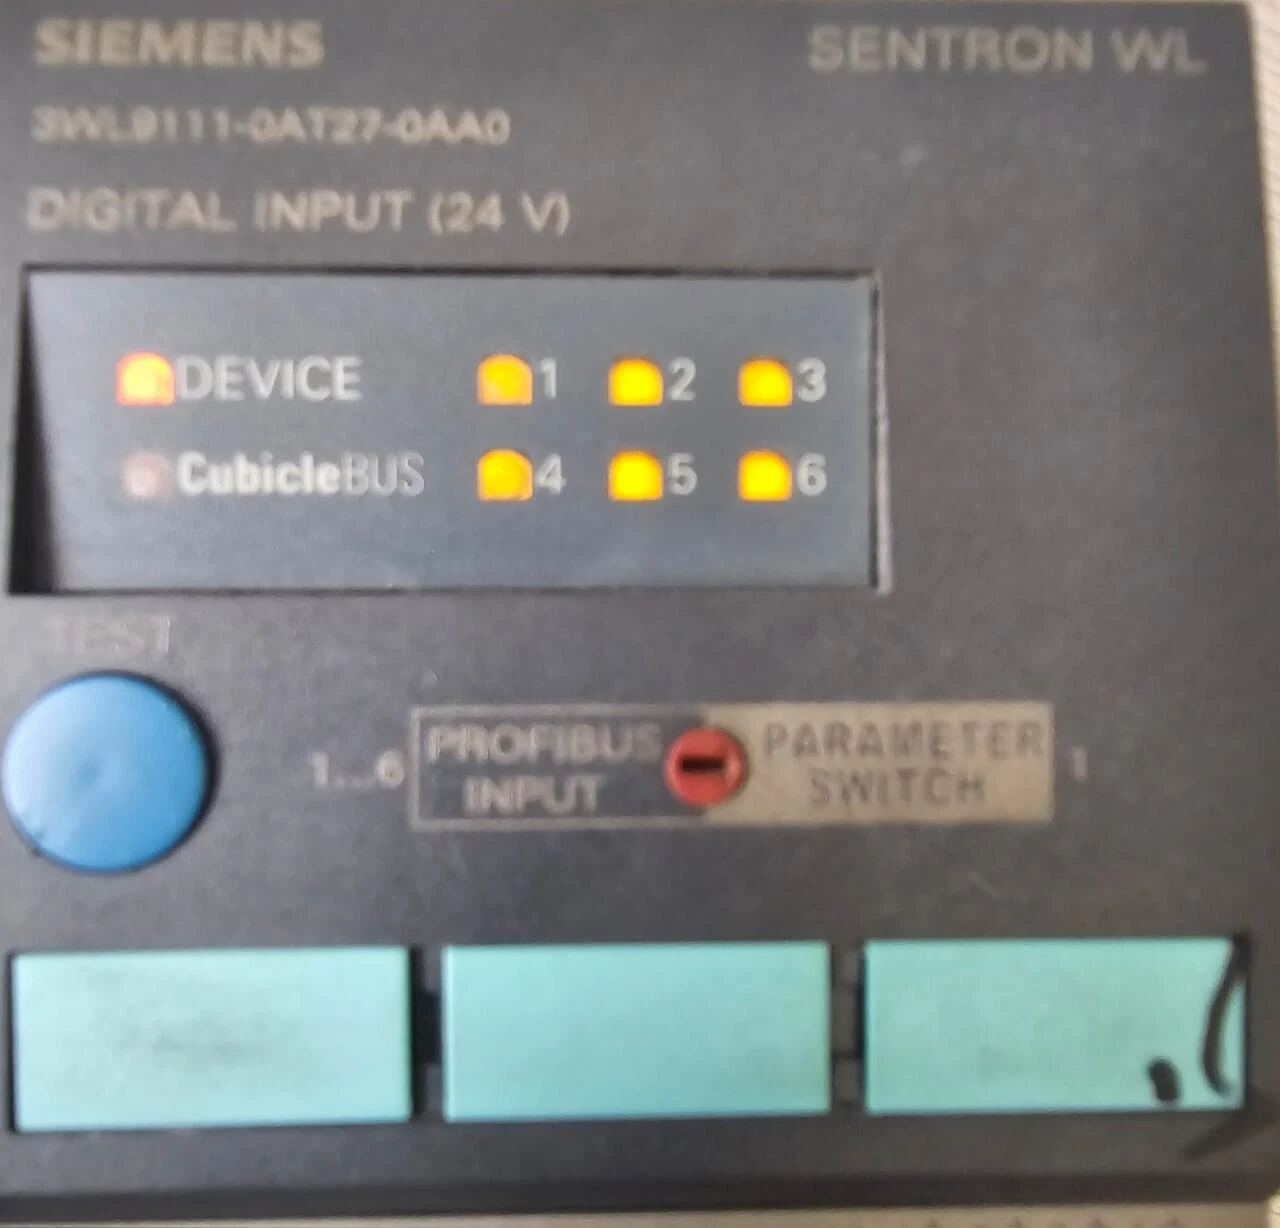 SIEMENS
SENTRON WL
3WL9111-0AT27-0AA0
DIGITAL INPUT (24 V)
DEVICE 1 2 3
CubicleBUS 4 5 6
TEST
1...6 PROFIBUS INPUT PARAMETER SWITCH 1